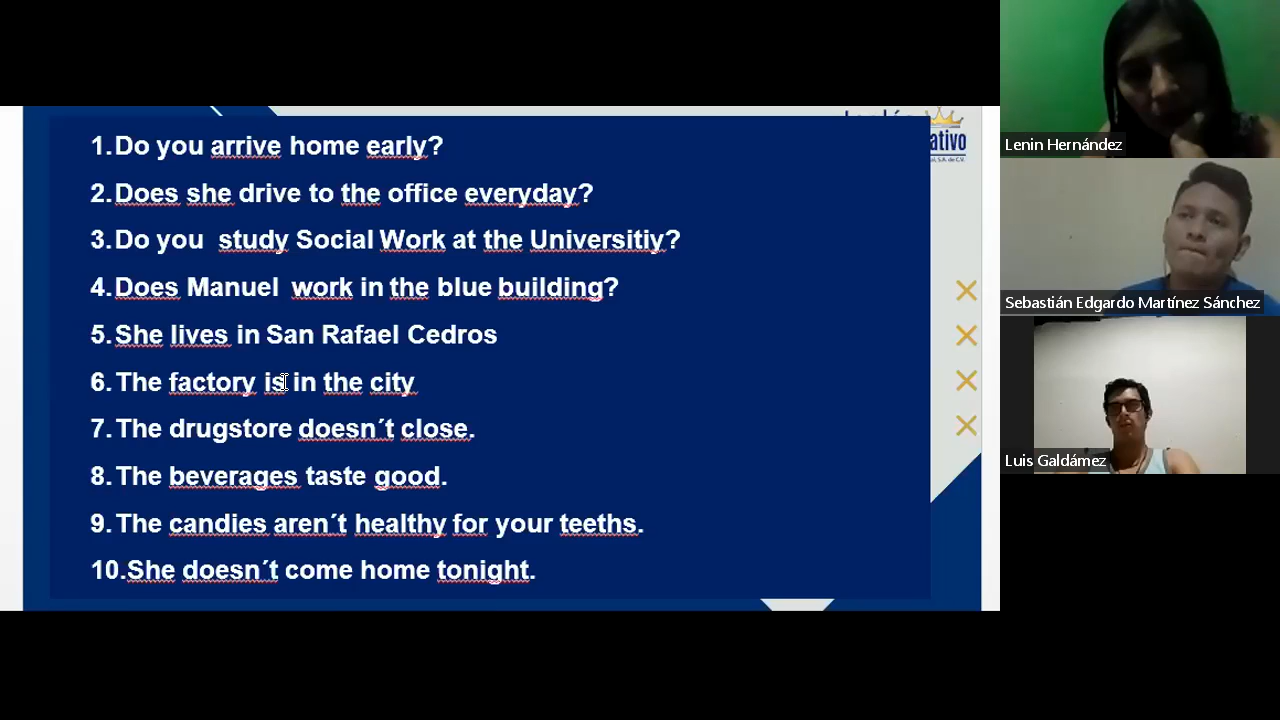 1. Do you arrive home early?
2. Does she drive to the office everyday?
3. Do you  study Social Work at the Universitiy?
4. Does Manuel  work in the blue building?
5. She lives in San Rafael Cedros
6. The factory is in the city
7. The drugstore doesn´t close.
8. The beverages taste good.
9. The candies aren´t healthy for your teeths.
10. She doesn´t come home tonight.
Lenin Hernández
Sebastián Edgardo Martínez Sánchez
Luis Galdámez